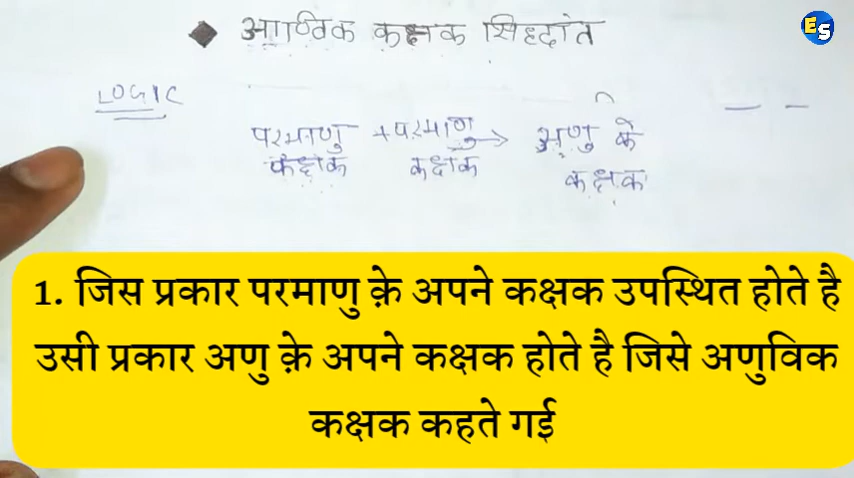 ES
◆ आण्विक कक्षक सिद्दांत
LOGIC
परमाणु + परमाणु → अणु के
कक्षक कक्षक कक्षक
1. जिस प्रकार परमाणु क़े अपने कक्षक उपस्थित होते है
उसी प्रकार अणु क़े अपने कक्षक होते है जिसे अणुविक
कक्षक कहते गई